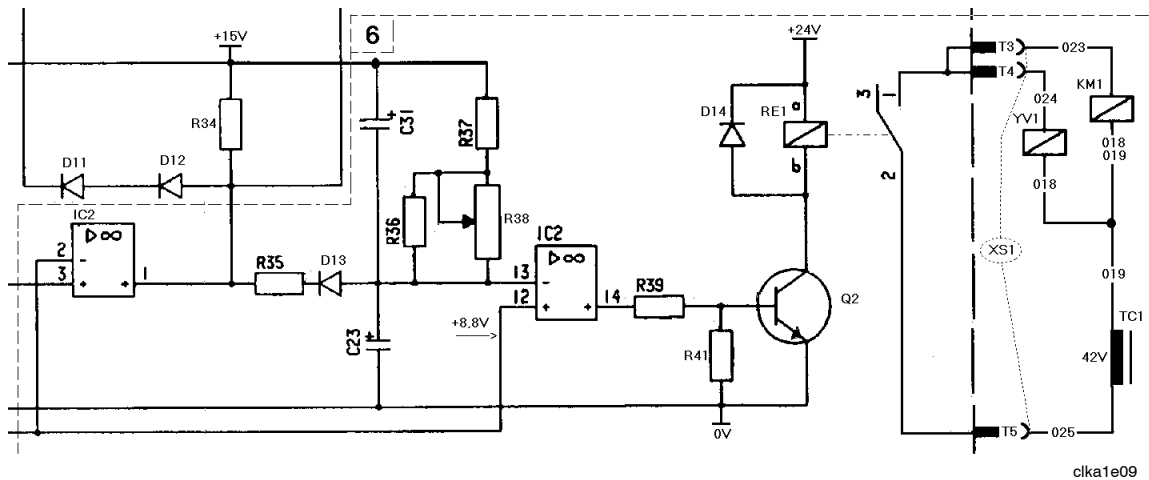 +15V
6
+24V
T3
023
T4
KM1
024
YV1
018
019
018
D14
RE1
a
b
3
1
2
R34
C31
R37
D11
D12
R36
R38
IC2
▷∞
2
-
3
+
+
1
R35
D13
IC2
▷∞
13
-
12
+
+
14
R39
Q2
XS1
019
+8,8V
C23
R41
TC1
42V
0V
T5
025
clka1e09